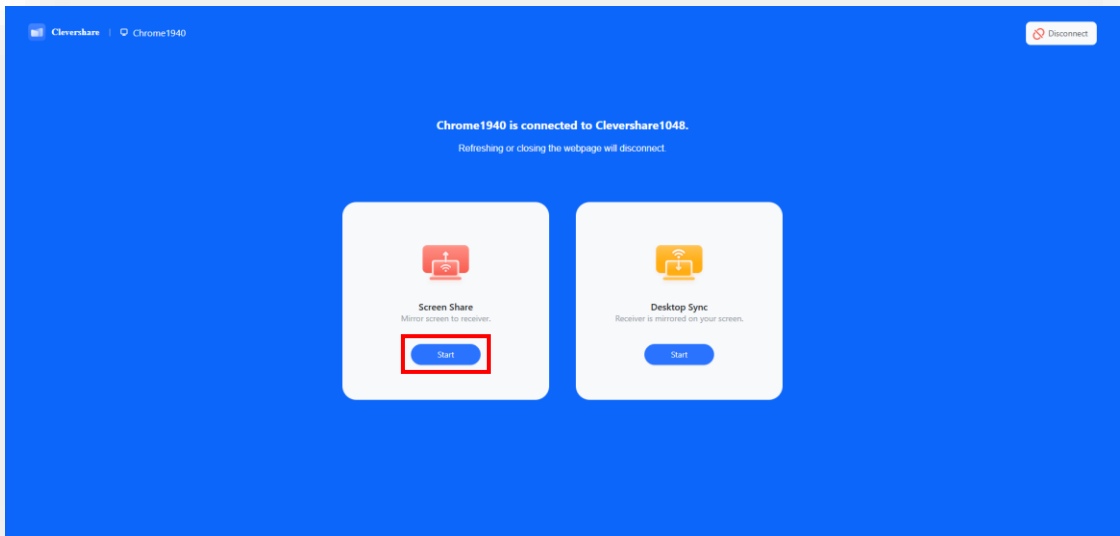 Clevershare | Chrome1940
Disconnect
Chrome1940 is connected to Clevershare1048.
Refreshing or closing the webpage will disconnect.
Screen Share
Mirror screen to receiver.
Start
Desktop Sync
Receiver is mirrored on your screen.
Start